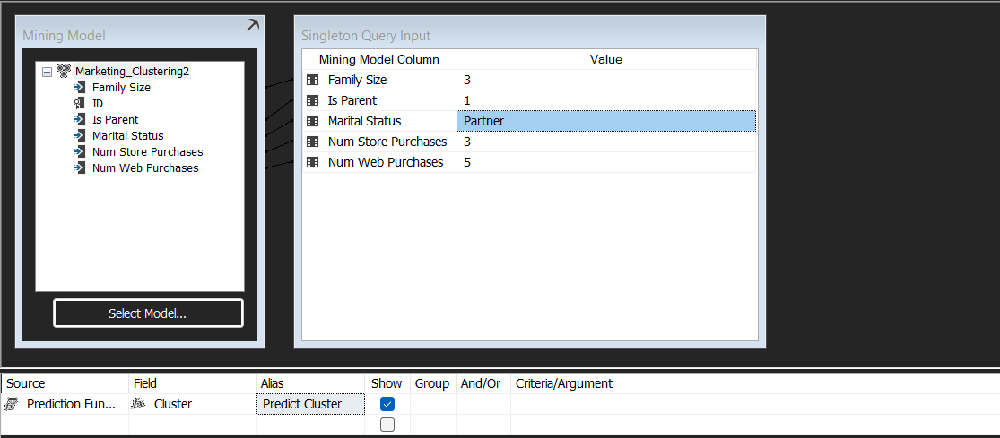 Mining Model
Marketing_Clustering2
Family Size
ID
Is Parent
Marital Status
Num Store Purchases
Num Web Purchases
Select Model...
Singleton Query Input
Mining Model Column Value
Family Size 3
Is Parent 1
Marital Status Partner
Num Store Purchases 3
Num Web Purchases 5
Source Field Alias Show Group And/Or Criteria/Argument
Prediction Fun... Cluster Predict Cluster